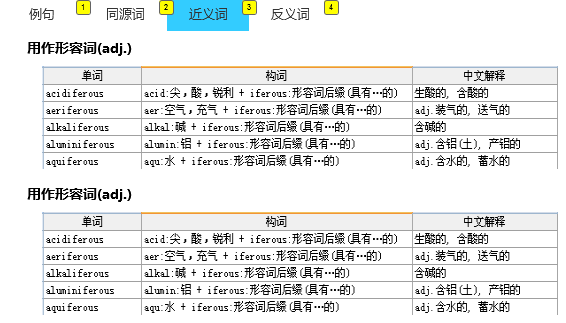 例句 1 同源词 2 近义词 3 反义词 4
用作形容词(adj.)
单词 构词 中文解释
acidiferous acid:尖,酸,锐利 + iferous:形容词后缀(具有…的) 生酸的, 含酸的
aeriferous aer:空气,充气 + iferous:形容词后缀(具有…的) adj.装气的, 送气的
alkaliferous alkal:碱 + iferous:形容词后缀(具有…的) 含碱的
aluminiferous alumin:铝 + iferous:形容词后缀(具有…的) adj.含铝(土), 产铝的
aquiferous aqu:水 + iferous:形容词后缀(具有…的) adj.含水的, 蓄水的
用作形容词(adj.)
单词 构词 中文解释
acidiferous acid:尖,酸,锐利 + iferous:形容词后缀(具有…的) 生酸的, 含酸的
aeriferous aer:空气,充气 + iferous:形容词后缀(具有…的) adj.装气的, 送气的
alkaliferous alkal:碱 + iferous:形容词后缀(具有…的) 含碱的
aluminiferous alumin:铝 + iferous:形容词后缀(具有…的) adj.含铝(土), 产铝的
aquiferous aqu:水 + iferous:形容词后缀(具有…的) adj.含水的, 蓄水的